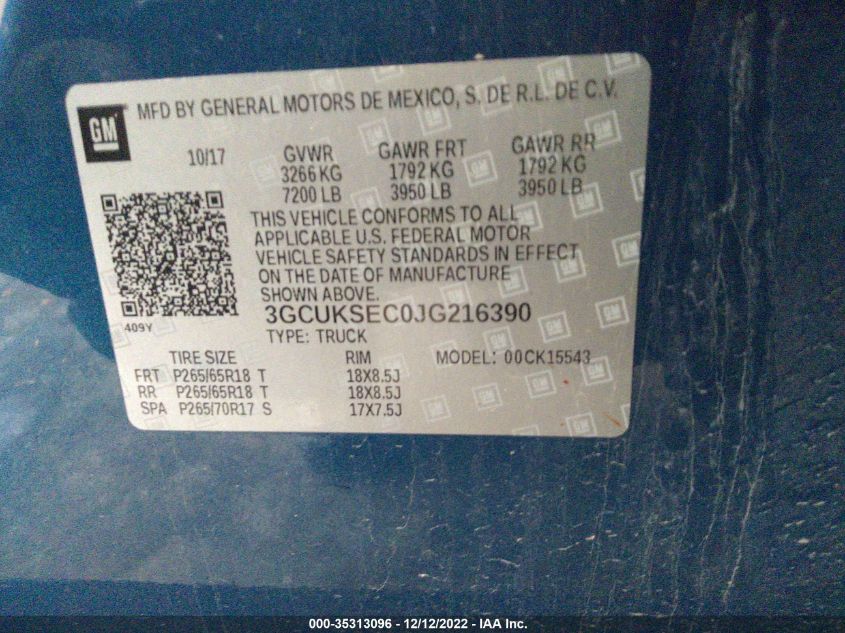 GM
MFD BY GENERAL MOTORS DE MEXICO, S. DE R.L. DE C.V.
10/17 GVWR GAWR FRT GAWR RR
3266 KG 1792 KG 1792 KG
7200 LB 3950 LB 3950 LB
THIS VEHICLE CONFORMS TO ALL
APPLICABLE U.S. FEDERAL MOTOR
VEHICLE SAFETY STANDARDS IN EFFECT
ON THE DATE OF MANUFACTURE
SHOWN ABOVE.
409Y
3GCUKSEC0JG216390
TYPE: TRUCK
TIRE SIZE RIM MODEL: 00CK15543
FRT P265/65R18 T 18X8.5J
RR P265/65R18 T 18X8.5J
SPA P265/70R17 S 17X7.5J
000-35313096 - 12/12/2022 - IAA Inc.